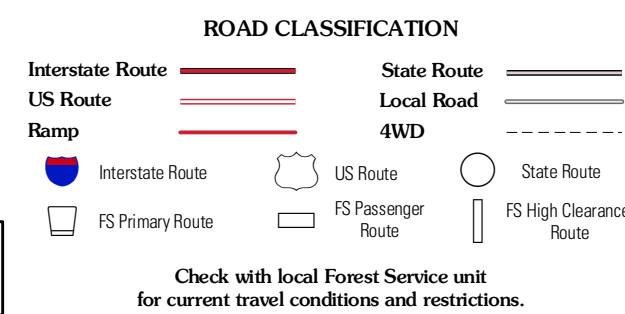 ROAD CLASSIFICATION
Interstate Route
State Route
US Route
Local Road
Ramp
4WD
Interstate Route
US Route
State Route
FS Primary Route
FS Passenger
Route
FS High Clearance
Route
Check with local Forest Service unit
for current travel conditions and restrictions.